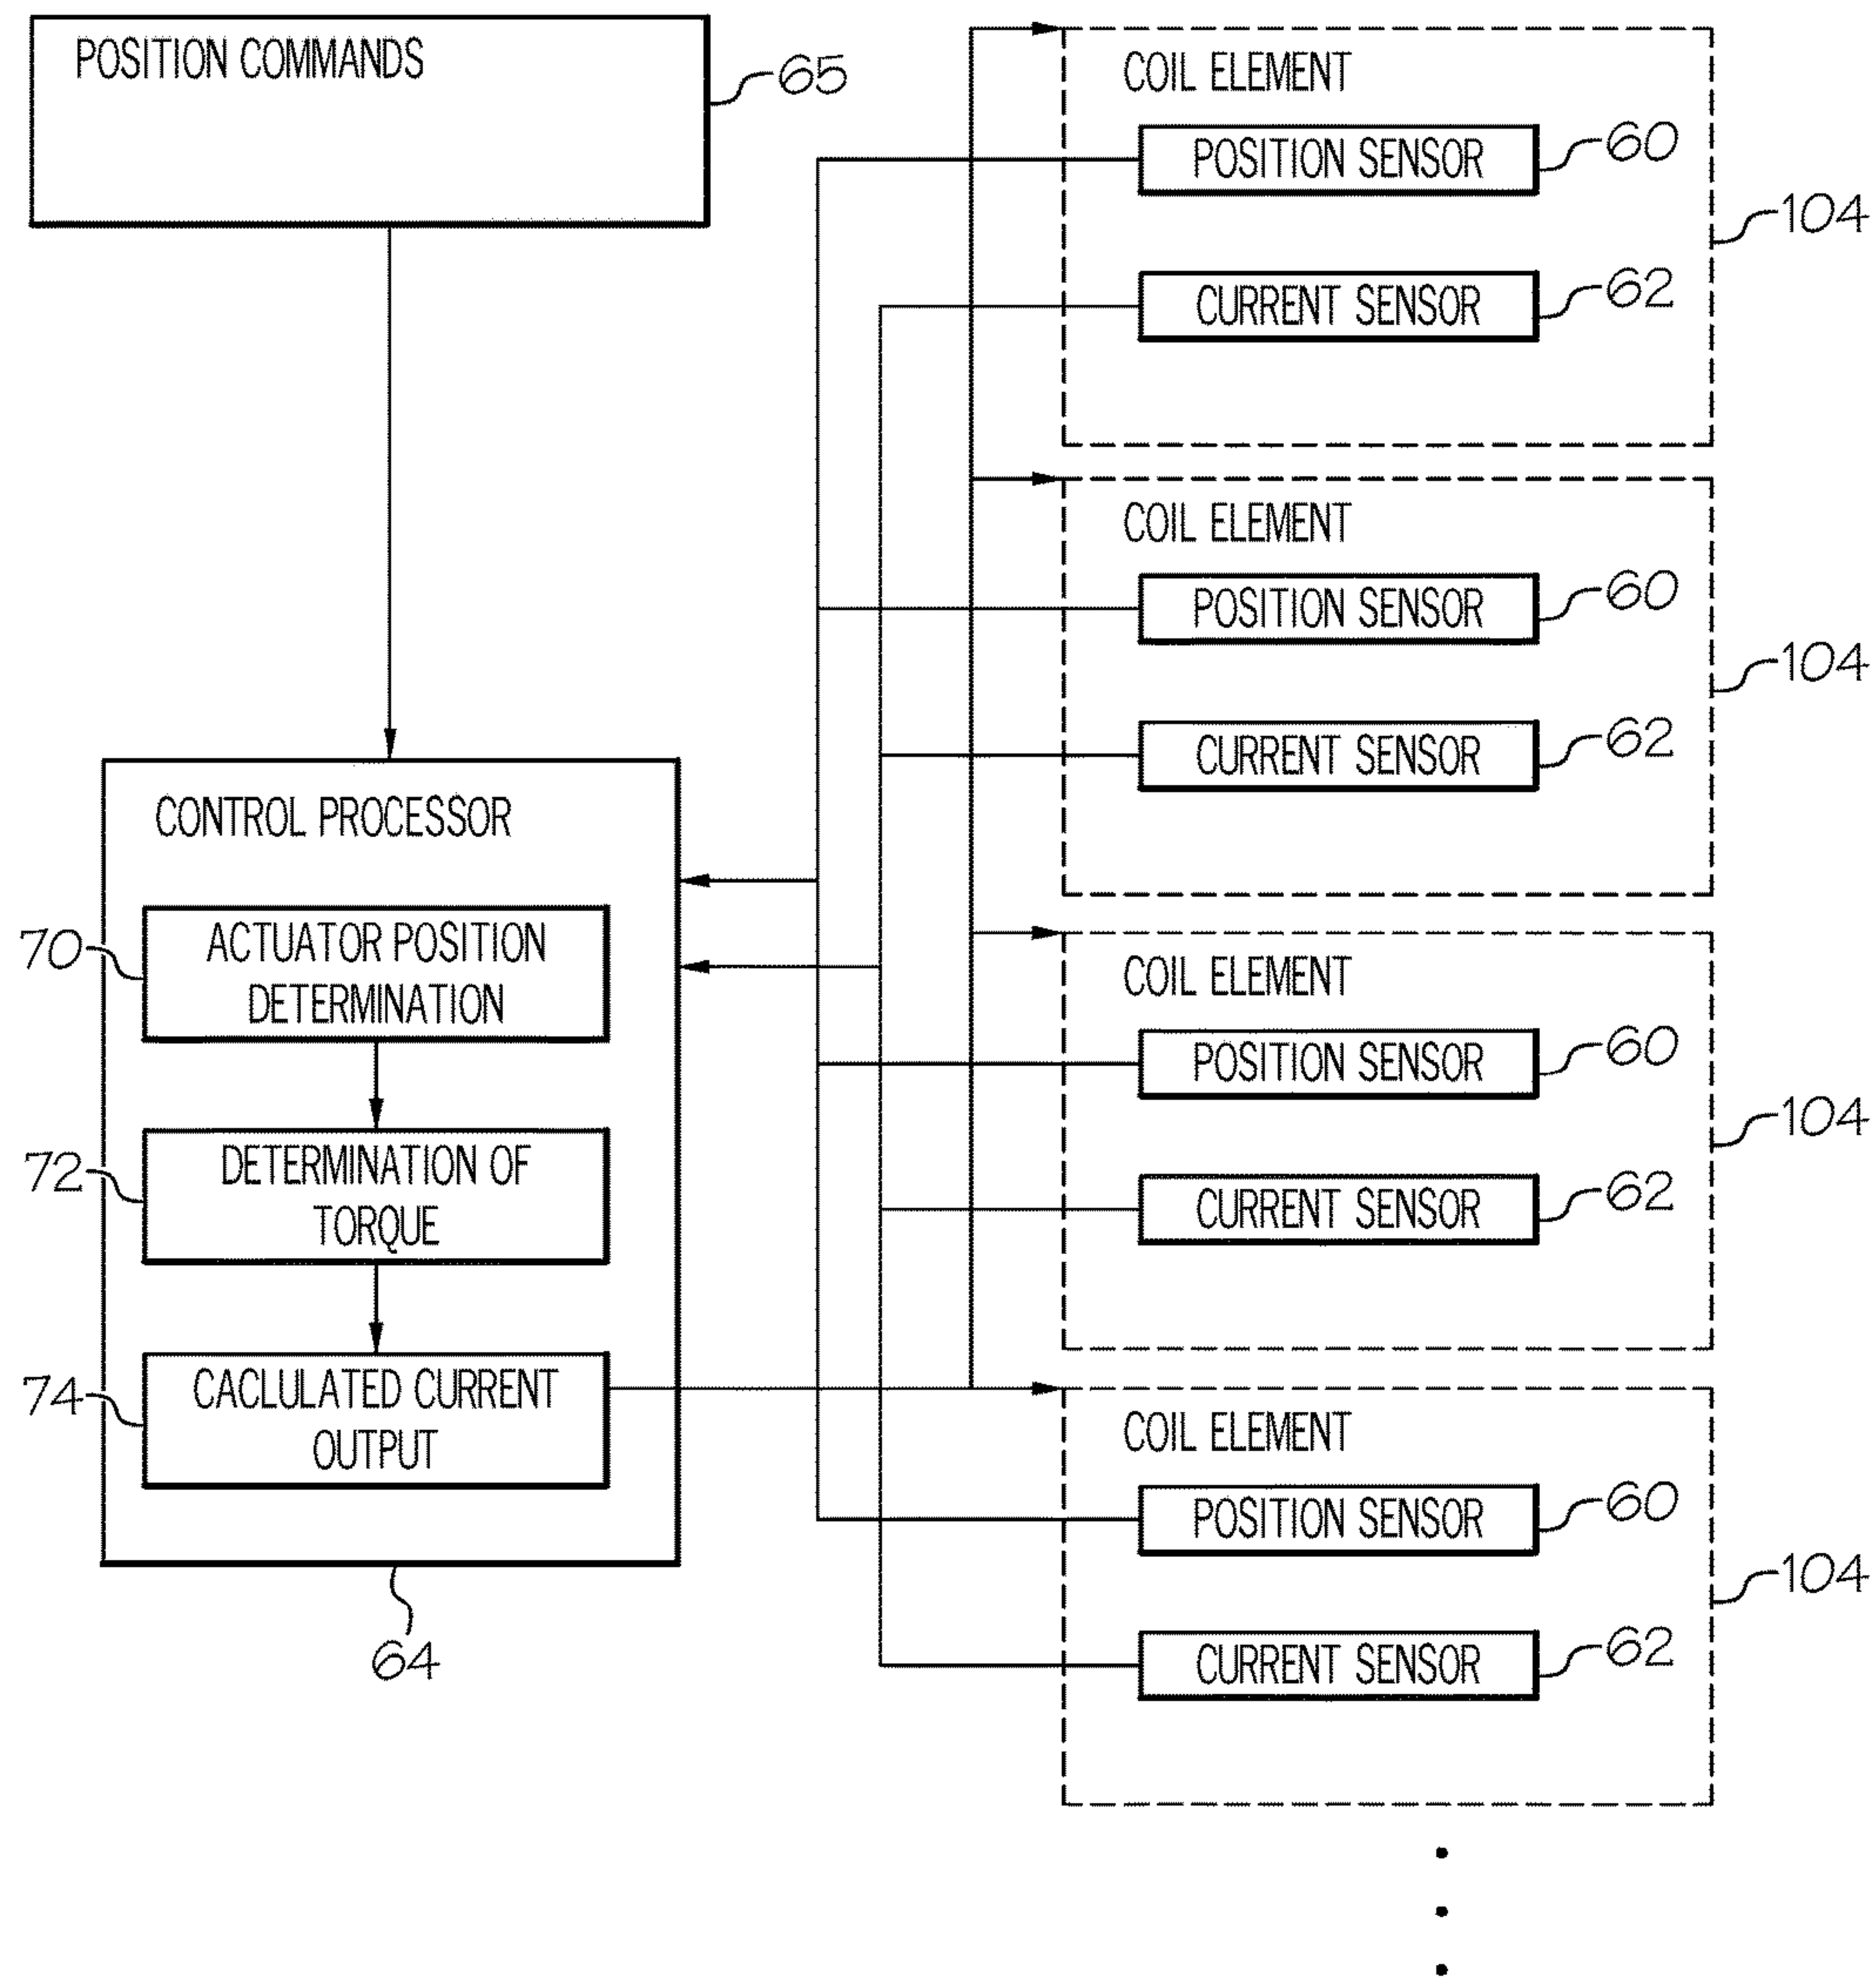 POSITION COMMANDS
65
CONTROL PROCESSOR
70
ACTUATOR POSITION
DETERMINATION
72
DETERMINATION OF
TORQUE
74
CACLULATED CURRENT
OUTPUT
64
COIL ELEMENT
POSITION SENSOR
60
CURRENT SENSOR
62
104
COIL ELEMENT
POSITION SENSOR
60
CURRENT SENSOR
62
104
COIL ELEMENT
POSITION SENSOR
60
CURRENT SENSOR
62
104
COIL ELEMENT
POSITION SENSOR
60
CURRENT SENSOR
62
104